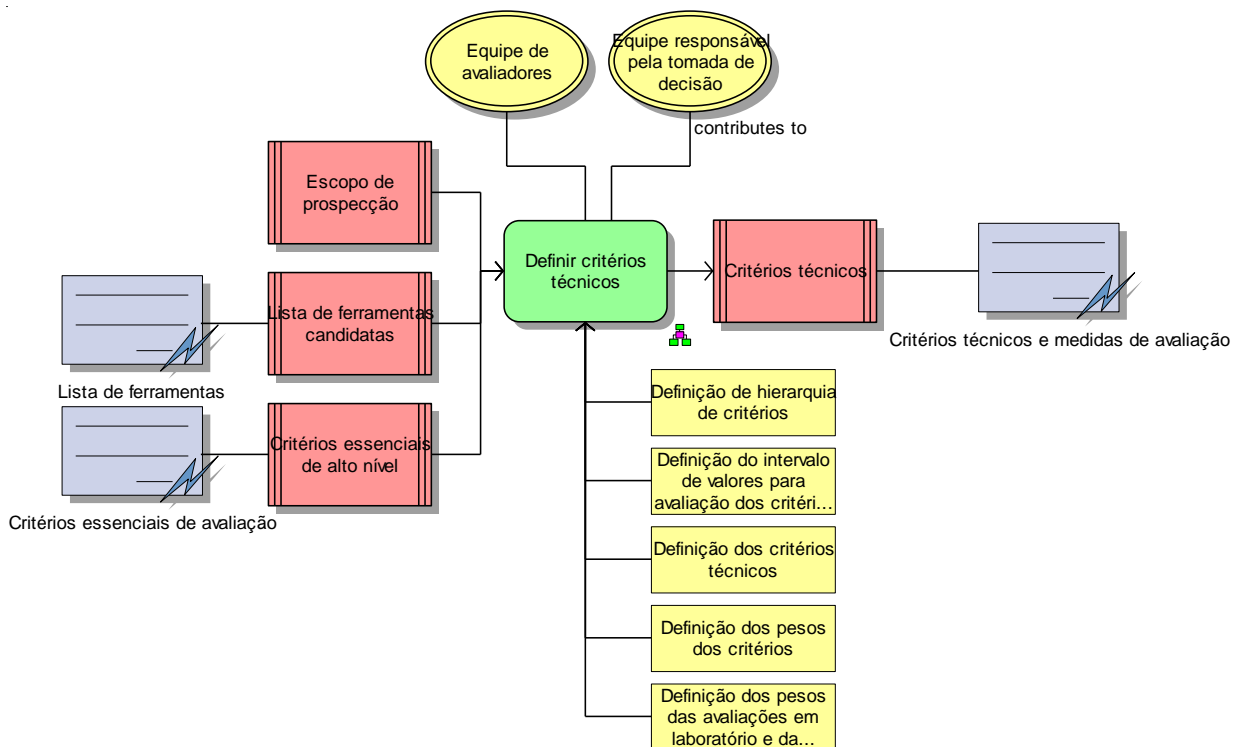 Equipe de
avaliadores
Equipe responsável
pela tomada de
decisão
contributes to
Escopo de
prospecção
Definir critérios
técnicos
Critérios técnicos
Lista de ferramentas
candidatas
Critérios técnicos e medidas de avaliação
Lista de ferramentas
Critérios essenciais
de alto nível
Critérios essenciais de avaliação
Definição de hierarquia
de critérios
Definição do intervalo
de valores para
avaliação dos critéri...
Definição dos critérios
técnicos
Definição dos pesos
dos critérios
Definição dos pesos
das avaliações em
laboratório e da...